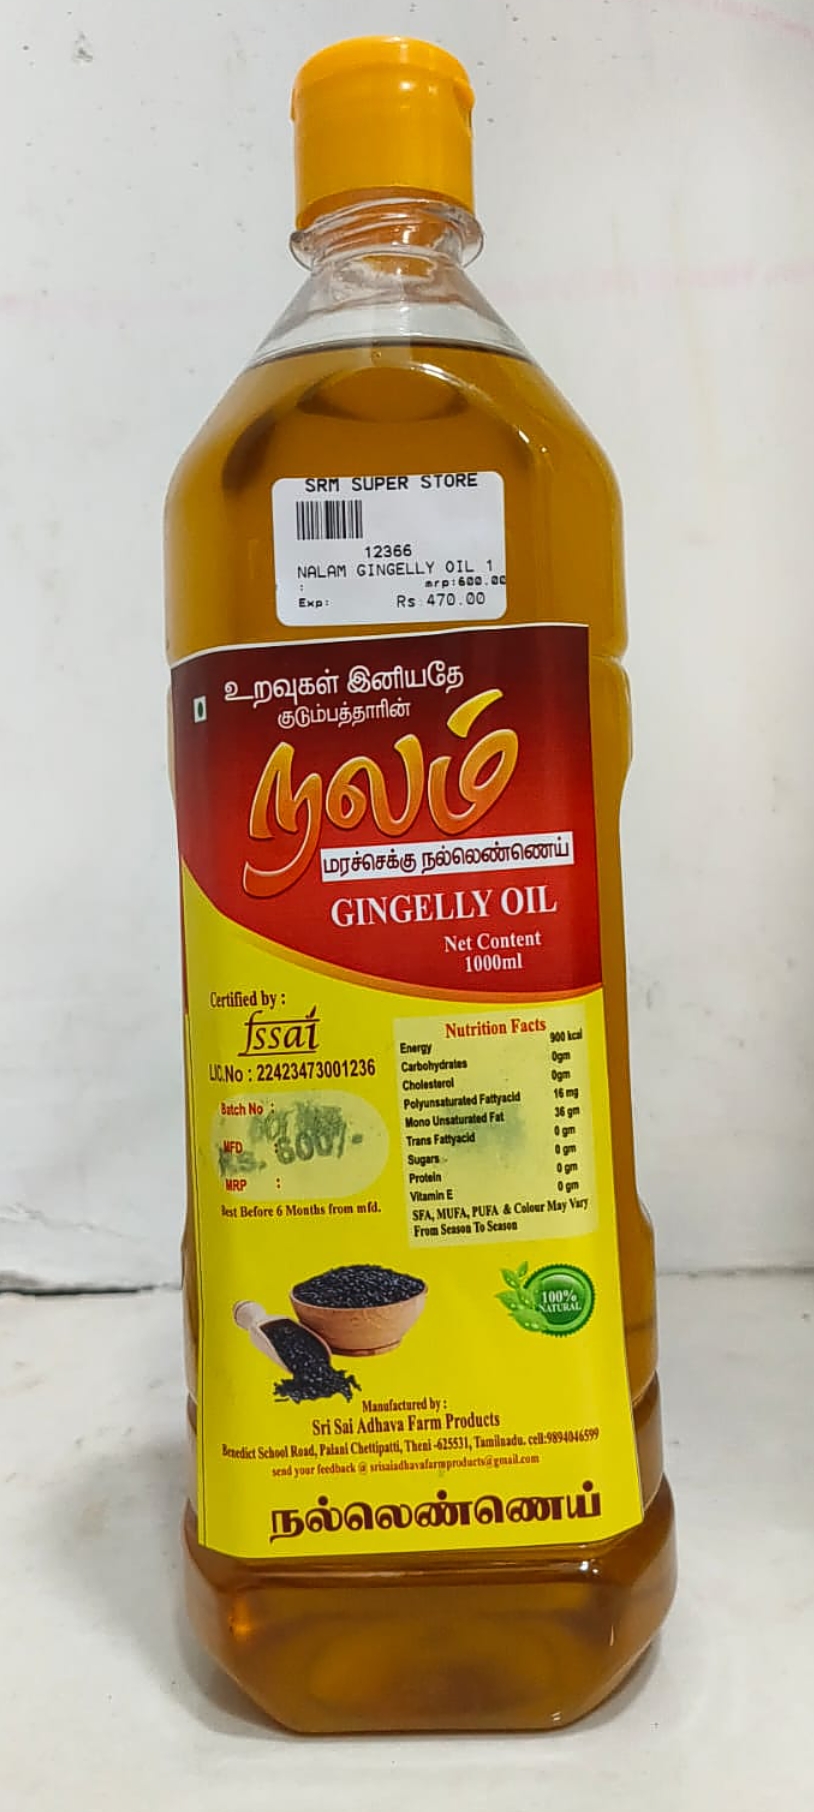 SRM SUPER STORE
12366
NALAM GINGELLY OIL 1
: mrp:600.00
Exp: Rs 470.00
உறவுகள் இனியதே
குடும்பத்தாரின்
நலம்
மரச்செக்கு நல்லெண்ணெய்
GINGELLY OIL
Net Content
1000ml
Certified by :
fssai
LIC.No : 22423473001236
Batch No :
MFD :
Rs. 600/-
MRP :
Best Before 6 Months from mfd.
Nutrition Facts
Energy 900 kcal
Carbohydrates 0gm
Cholesterol 0gm
Polyunsaturated Fattyacid 16 mg
Mono Unsaturated Fat 36 gm
Trans Fattyacid 0 gm
Sugars 0 gm
Protein 0 gm
Vitamin E 0 gm
SFA, MUFA, PUFA & Colour May Vary
From Season To Season
100%
NATURAL
Manufactured by :
Sri Sai Adhava Farm Products
Benedict School Road, Palani Chettipatti, Theni -625531, Tamilnadu. cell:9894046599
send your feedback @ srisaiadhavafarmproducts@gmail.com
நல்லெண்ணெய்